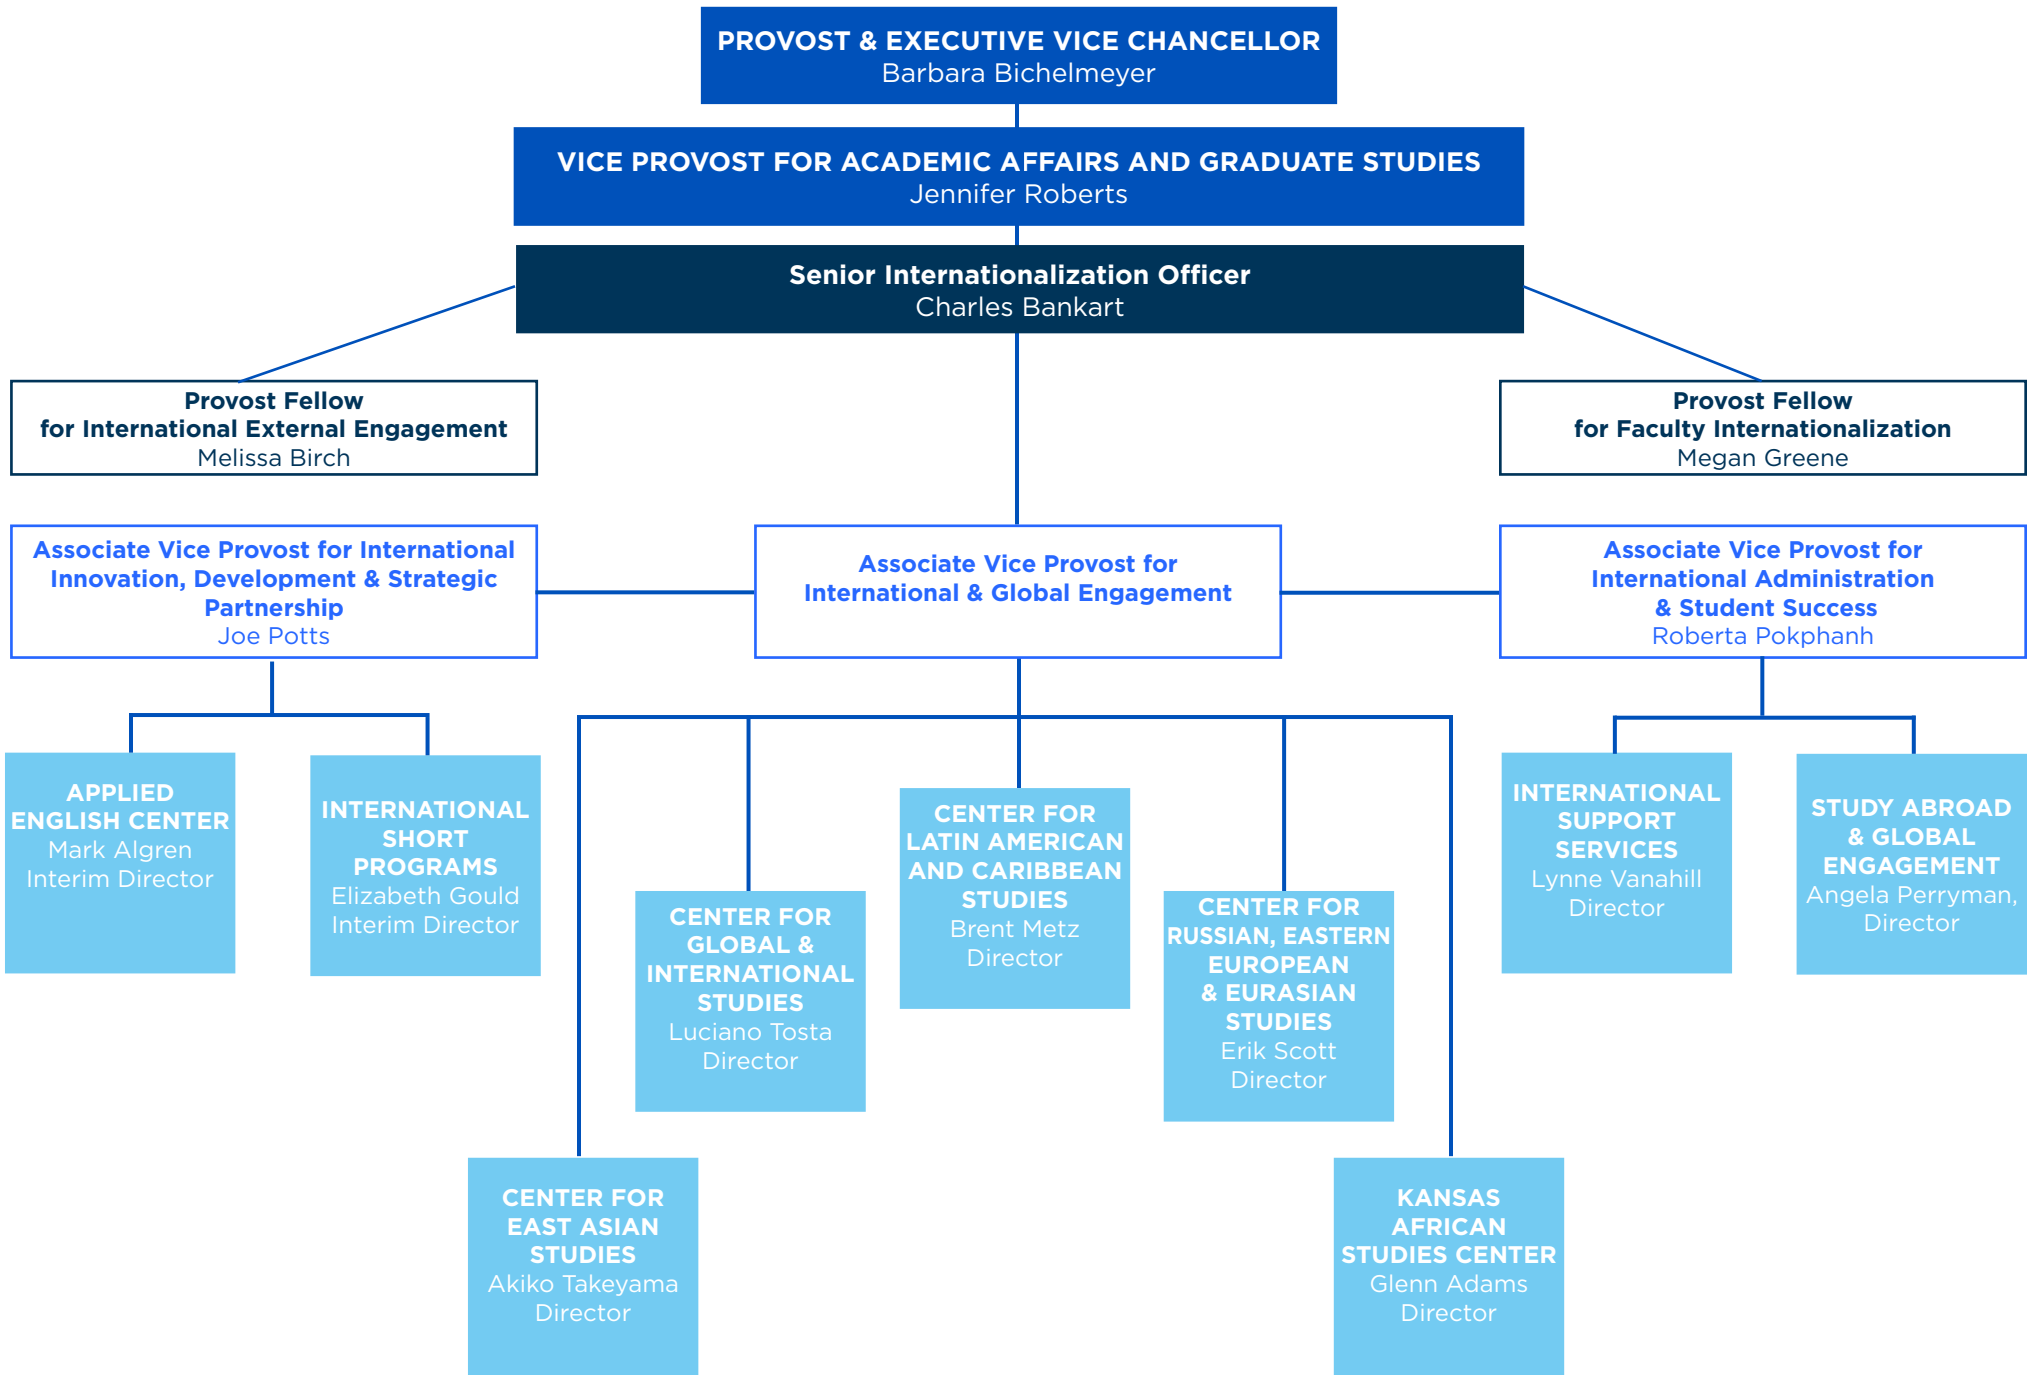 PROVOST & EXECUTIVE VICE CHANCELLOR
Barbara Bichelmeyer
VICE PROVOST FOR ACADEMIC AFFAIRS AND GRADUATE STUDIES
Jennifer Roberts
Senior Internationalization Officer
Charles Bankart
Provost Fellow
for International External Engagement
Melissa Birch
Provost Fellow
for Faculty Internationalization
Megan Greene
Associate Vice Provost for International
Innovation, Development & Strategic
Partnership
Joe Potts
Associate Vice Provost for
International & Global Engagement
Associate Vice Provost for
International Administration
& Student Success
Roberta Pokphanh
APPLIED
ENGLISH CENTER
Mark Algren
Interim Director
INTERNATIONAL
SHORT
PROGRAMS
Elizabeth Gould
Interim Director
CENTER FOR
GLOBAL &
INTERNATIONAL
STUDIES
Luciano Tosta
Director
CENTER FOR
LATIN AMERICAN
AND CARIBBEAN
STUDIES
Brent Metz
Director
CENTER FOR
RUSSIAN, EASTERN
EUROPEAN
& EURASIAN
STUDIES
Erik Scott
Director
INTERNATIONAL
SUPPORT
SERVICES
Lynne Vanahill
Director
STUDY ABROAD
& GLOBAL
ENGAGEMENT
Angela Perryman,
Director
CENTER FOR
EAST ASIAN
STUDIES
Akiko Takeyama
Director
KANSAS
AFRICAN
STUDIES CENTER
Glenn Adams
Director